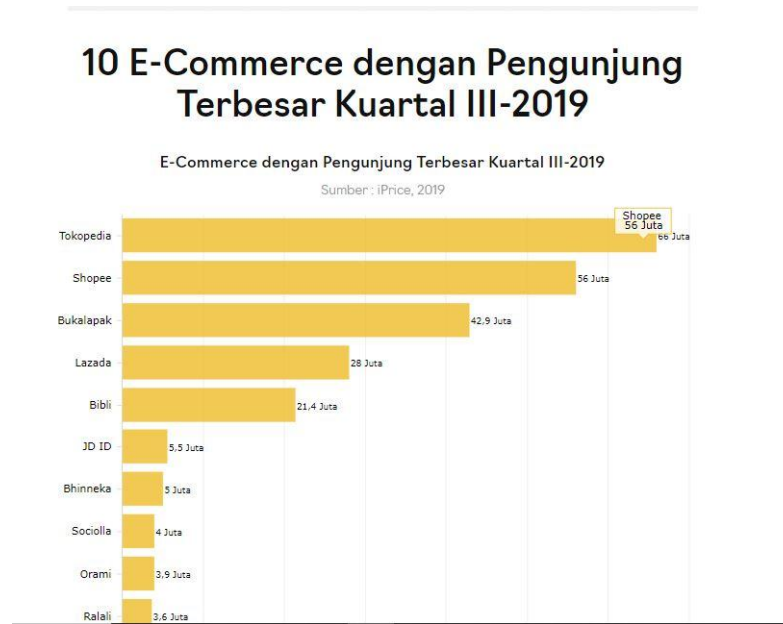 10 E-Commerce dengan Pengunjung
Terbesar Kuartal III-2019
E-Commerce dengan Pengunjung Terbesar Kuartal III-2019
Sumber : iPrice, 2019
Shopee
56 Juta
Tokopedia 66 Juta
Shopee 56 Juta
Bukalapak 42,9 Juta
Lazada 28 Juta
Bibli 21,4 Juta
JD ID 5,5 Juta
Bhinneka 5 Juta
Sociolla 4 Juta
Orami 3,9 Juta
Ralali 3,6 Juta